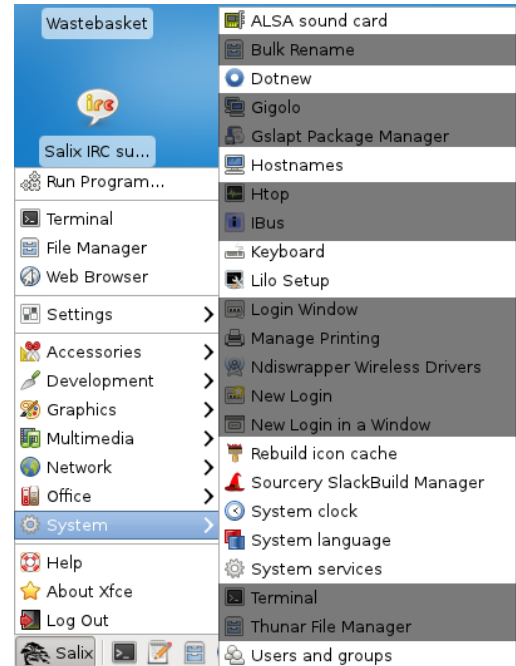 Wastebasket
irc
Salix IRC su...
Run Program...
Terminal
File Manager
Web Browser
Settings
Accessories
Development
Graphics
Multimedia
Network
Office
System
Help
About Xfce
Log Out
Salix
ALSA sound card
Bulk Rename
Dotnew
Gigolo
Gslapt Package Manager
Hostnames
Htop
IBus
Keyboard
Lilo Setup
Login Window
Manage Printing
Ndiswrapper Wireless Drivers
New Login
New Login in a Window
Rebuild icon cache
Sourcery SlackBuild Manager
System clock
System language
System services
Terminal
Thunar File Manager
Users and groups